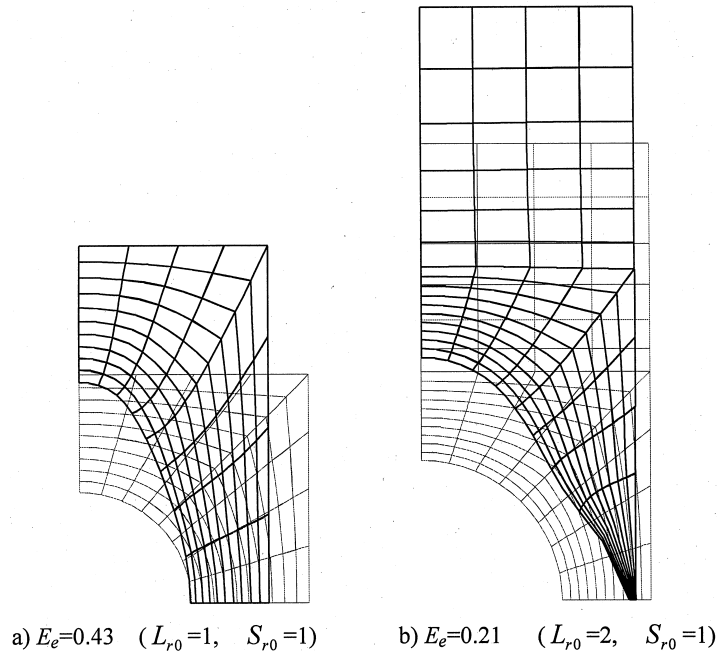 a) E_e=0.43 (L_r0=1, S_r0=1)
b) E_e=0.21 (L_r0=2, S_r0=1)